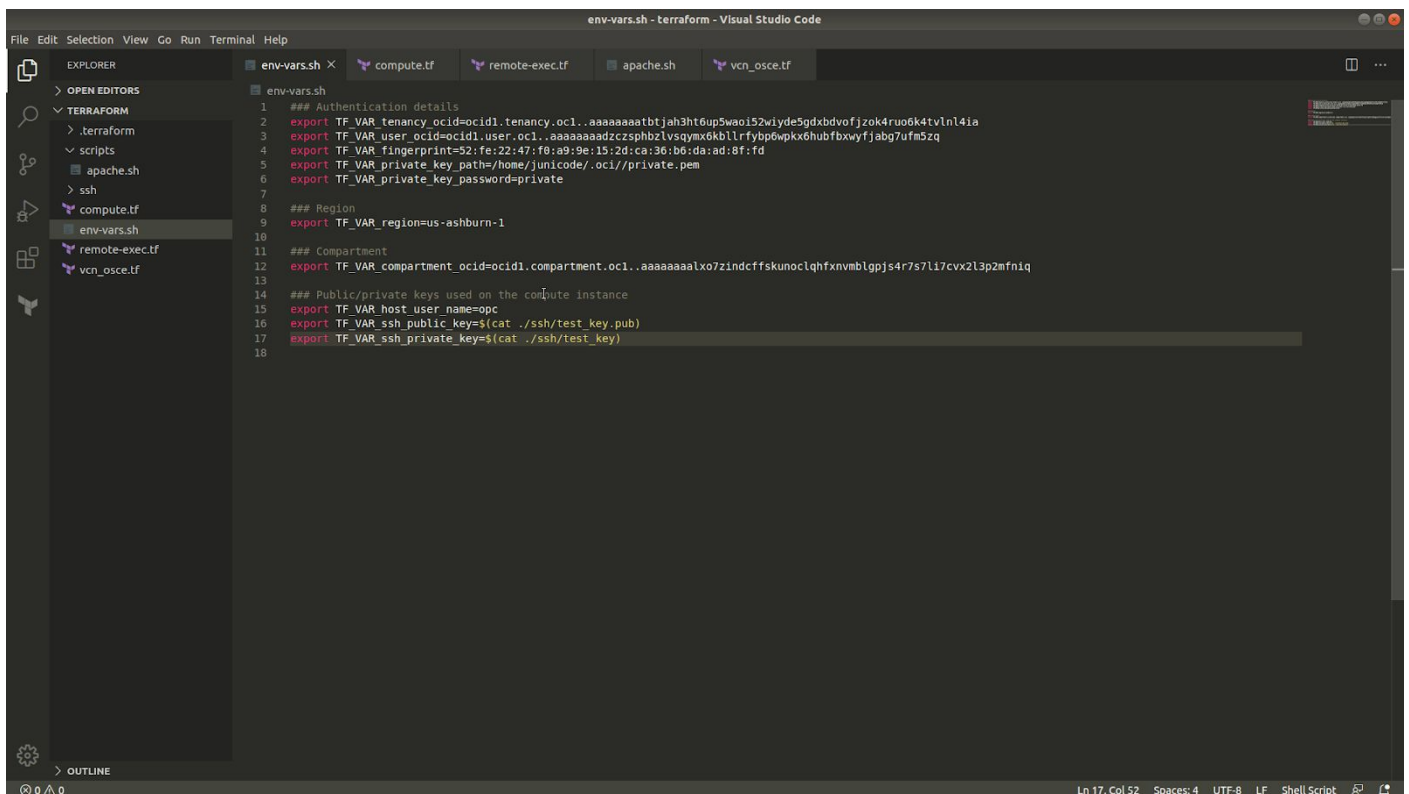 env-vars.sh - terraform - Visual Studio Code
File Edit Selection View Go Run Terminal Help
EXPLORER
OPEN EDITORS
TERRAFORM
.terraform
scripts
apache.sh
ssh
compute.tf
env-vars.sh
remote-exec.tf
vcn_osce.tf
OUTLINE
env-vars.sh compute.tf remote-exec.tf apache.sh vcn_osce.tf
env-vars.sh
1 ### Authentication details
2 export TF_VAR_tenancy_ocid=ocid1.tenancy.oc1..aaaaaaaatbtjah3ht6up5waoi52wiyde5gdxbdvofjzok4ruo6k4tvlnl4ia
3 export TF_VAR_user_ocid=ocid1.user.oc1..aaaaaaaadzczsphbzlvsqymx6kbllrfybp6wpkx6hubfbxwyfjabg7ufm5zq
4 export TF_VAR_fingerprint=52:fe:22:47:f0:a9:9e:15:2d:ca:36:b6:da:ad:8f:fd
5 export TF_VAR_private_key_path=/home/junicode/.oci//private.pem
6 export TF_VAR_private_key_password=private
7
8 ### Region
9 export TF_VAR_region=us-ashburn-1
10
11 ### Compartment
12 export TF_VAR_compartment_ocid=ocid1.compartment.oc1..aaaaaaaalxo7zindcffskunoclqhfxnvmblgpjs4r7s7li7cvx2l3p2mfniq
13
14 ### Public/private keys used on the compute instance
15 export TF_VAR_host_user_name=opc
16 export TF_VAR_ssh_public_key=$(cat ./ssh/test_key.pub)
17 export TF_VAR_ssh_private_key=$(cat ./ssh/test_key)
18
0 0 Ln 17, Col 52 Spaces: 4 UTF-8 LF Shell Script